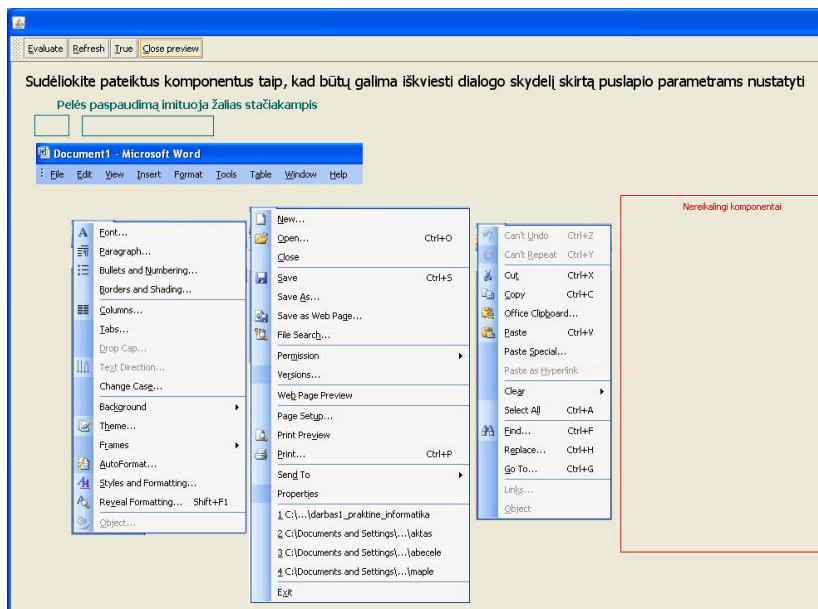 Evaluate Refresh True Close preview
Sudėliokite pateiktus komponentus taip, kad būtų galima iškviesti dialogo skydelį skirtą puslapio parametrams nustatyti
Pelės paspaudimą imituoja žalias stačiakampis
Document1 - Microsoft Word
File Edit View Insert Format Tools Table Window Help
Nereikalingi komponentai
Font...
Paragraph...
Bullets and Numbering...
Borders and Shading...
Columns...
Tabs...
Drop Cap...
Text Direction...
Change Case...
Background
Theme...
Frames
AutoFormat...
Styles and Formatting...
Reveal Formatting... Shift+F1
Object...
New...
Open... Ctrl+O
Close
Save Ctrl+S
Save As...
Save as Web Page...
File Search...
Permission
Versions...
Web Page Preview
Page Setup...
Print Preview
Print... Ctrl+P
Send To
Properties
1 C:\...\darbas1_praktine_informatika
2 C:\Documents and Settings\...\aktas
3 C:\Documents and Settings\...\abecele
4 C:\Documents and Settings\...\maple
Exit
Can't Undo Ctrl+Z
Can't Repeat Ctrl+Y
Cut Ctrl+X
Copy Ctrl+C
Office Clipboard...
Paste Ctrl+V
Paste Special...
Paste as Hyperlink
Clear
Select All Ctrl+A
Find... Ctrl+F
Replace... Ctrl+H
Go To... Ctrl+G
Links...
Object